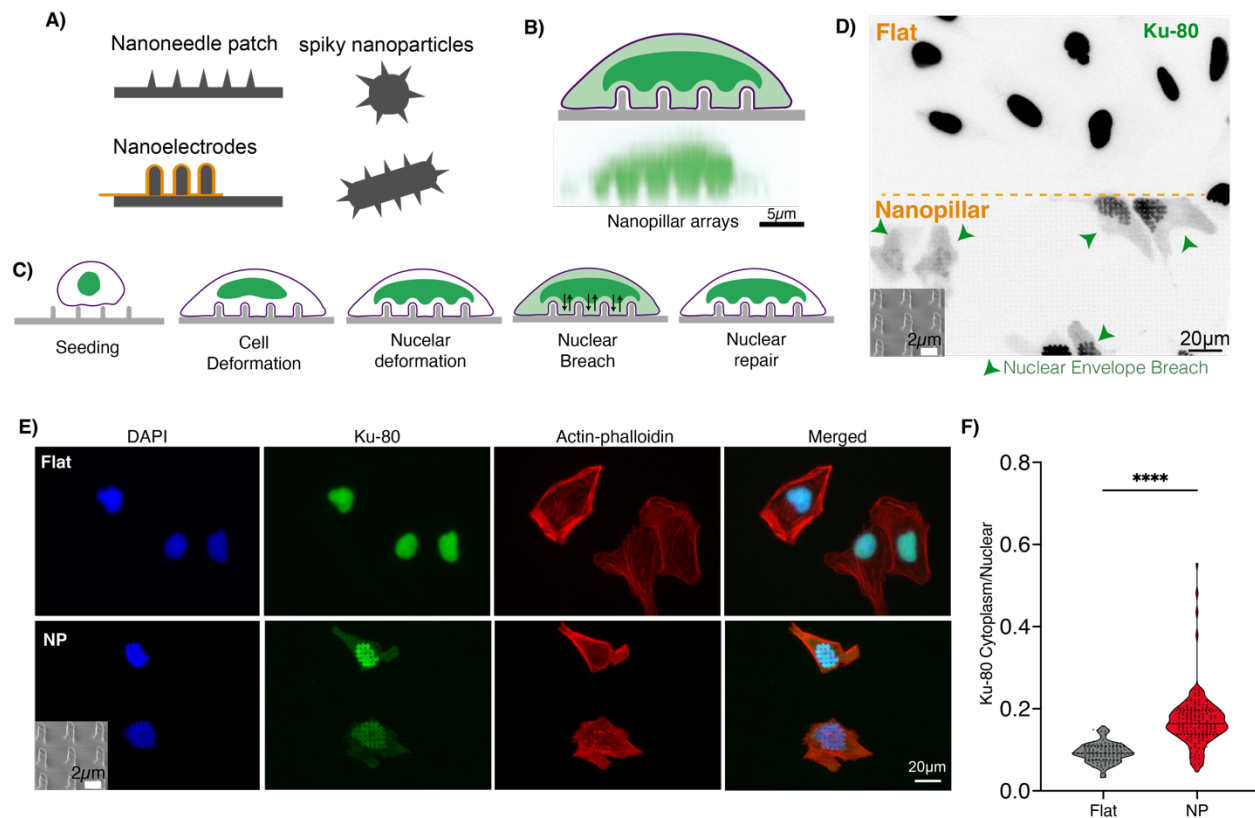 A)
Nanoneedle patch
spiky nanoparticles
Nanoelectrodes
B)
5µm
Nanopillar arrays
C)
Seeding
Cell
Deformation
Nucelar
deformation
Nuclear
Breach
Nuclear
repair
D)
Flat
Ku-80
Nanopillar
2µm
20µm
Nuclear Envelope Breach
E)
DAPI
Ku-80
Actin-phalloidin
Merged
Flat
NP
2µm
20µm
F)
Ku-80 Cytoplasm/Nuclear
0.8
0.6
0.4
0.2
0.0
****
Flat
NP